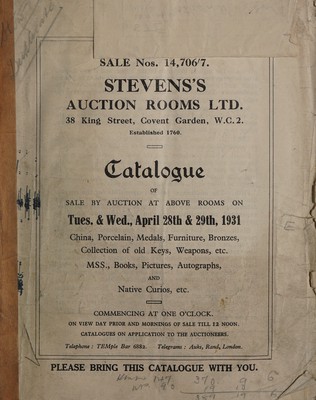 SALE Nos. 14,706/7.
STEVENS'S
AUCTION ROOMS LTD.
38 King Street, Covent Garden, W.C.2.
Established 1760.
Catalogue
OF
SALE BY AUCTION AT ABOVE ROOMS ON
Tues. & Wed., April 28th & 29th, 1931
China, Porcelain, Medals, Furniture, Bronzes,
Collection of old Keys, Weapons, etc.
MSS., Books, Pictures, Autographs,
AND
Native Curios, etc.
COMMENCING AT ONE O'CLOCK.
ON VIEW DAY PRIOR AND MORNINGS OF SALE TILL 12 NOON.
CATALOGUES ON APPLICATION TO THE AUCTIONEERS.
Telephone: TEMple Bar 6882. Telegrams: Auks, Rand, London.
PLEASE BRING THIS CATALOGUE WITH YOU.